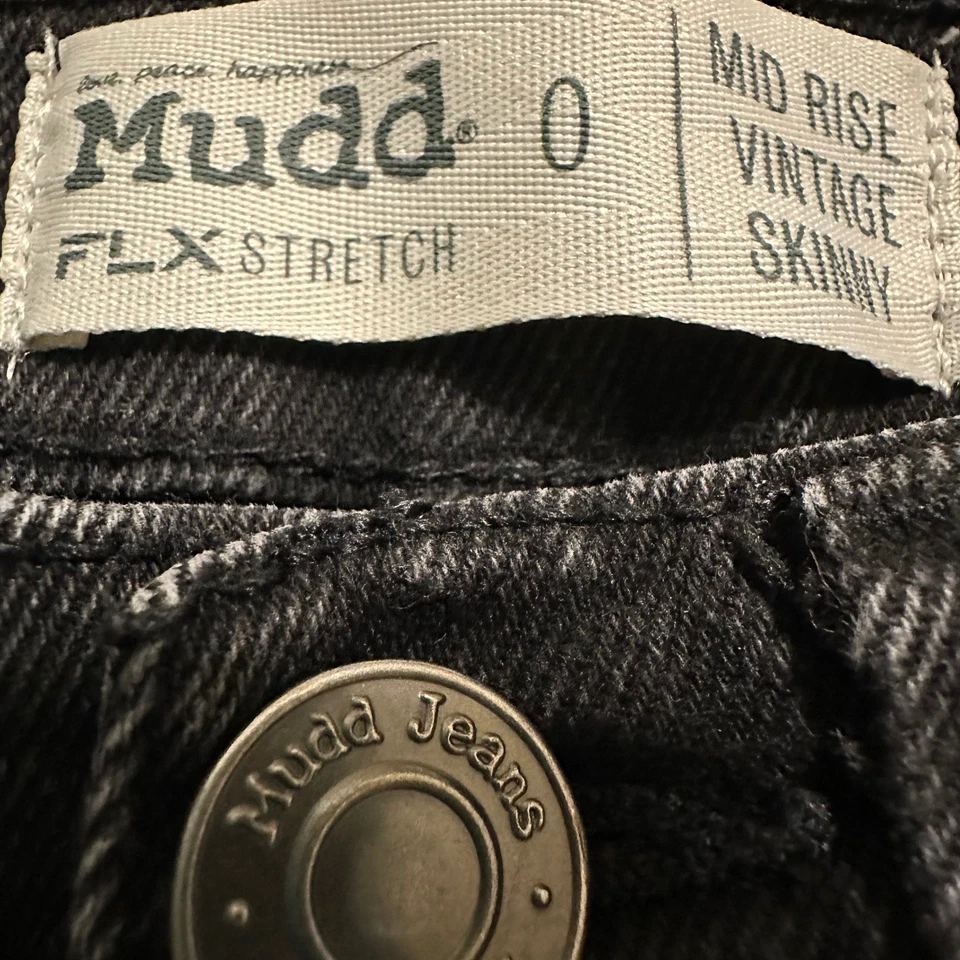 love. peace. happiness
Mudd® 0
FLX STRETCH
MID RISE
VINTAGE
SKINNY
Mudd Jeans